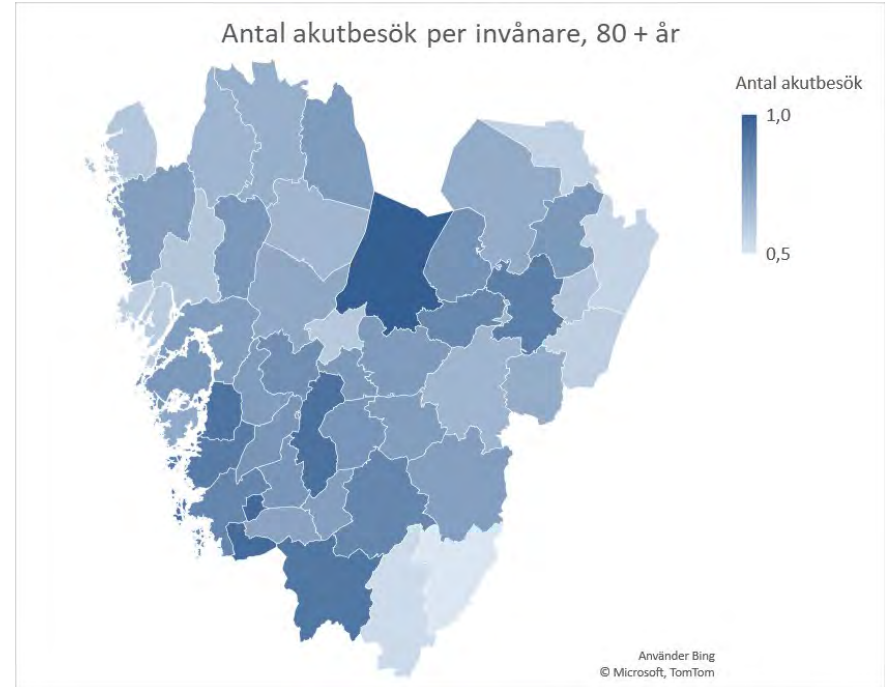 Antal akutbesök per invånare, 80 + år
Antal akutbesök
1,0
0,5
Använder Bing
© Microsoft, TomTom